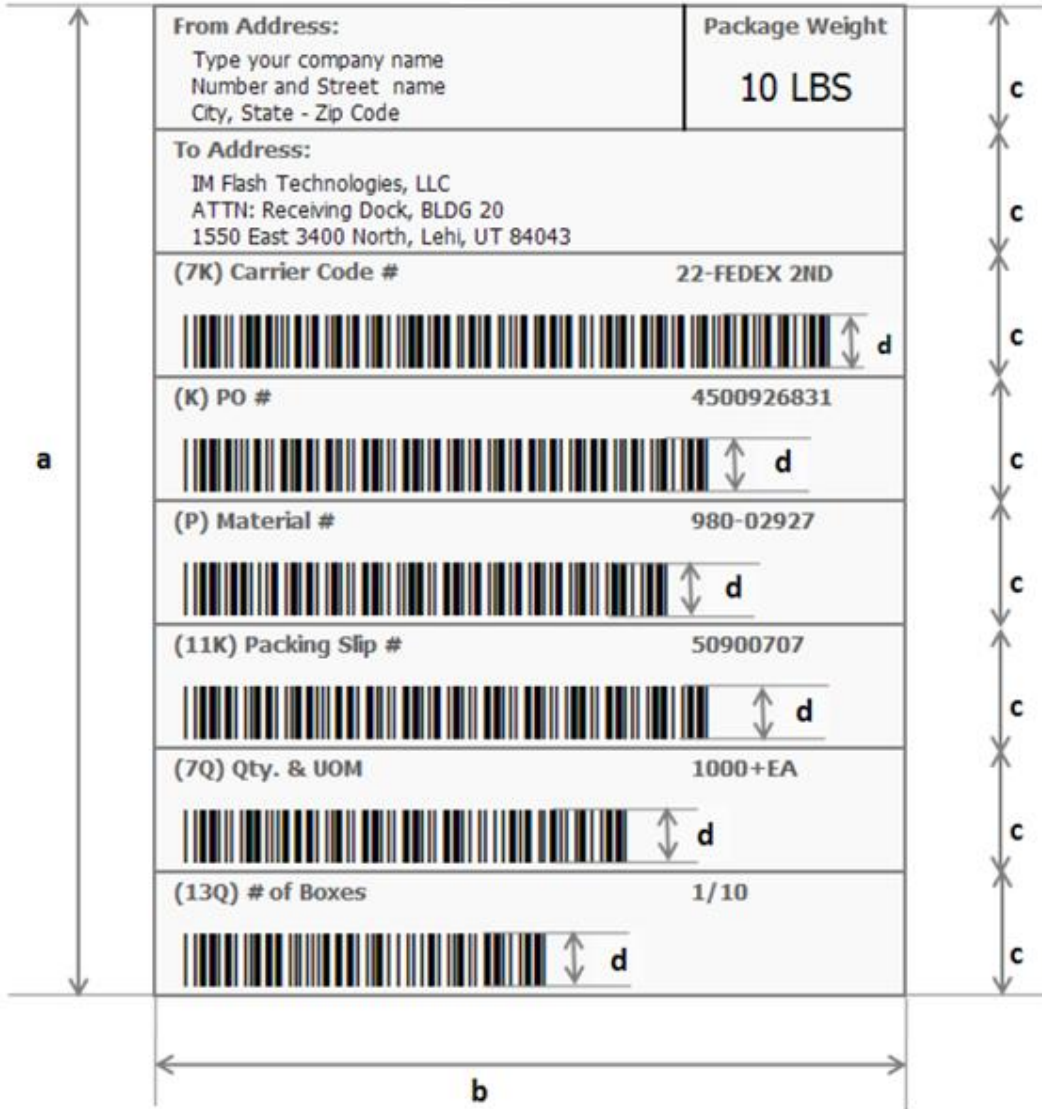 From Address:
Package Weight
Type your company name
Number and Street name
City, State - Zip Code
10 LBS
c
To Address:
IM Flash Technologies, LLC
ATTN: Receiving Dock, BLDG 20
1550 East 3400 North, Lehi, UT 84043
c
(7K) Carrier Code #
22-FEDEX 2ND
d
c
(K) PO #
4500926831
a
d
c
(P) Material #
980-02927
d
c
(11K) Packing Slip #
50900707
d
c
(7Q) Qty. & UOM
1000+EA
d
c
(13Q) # of Boxes
1/10
d
c
b